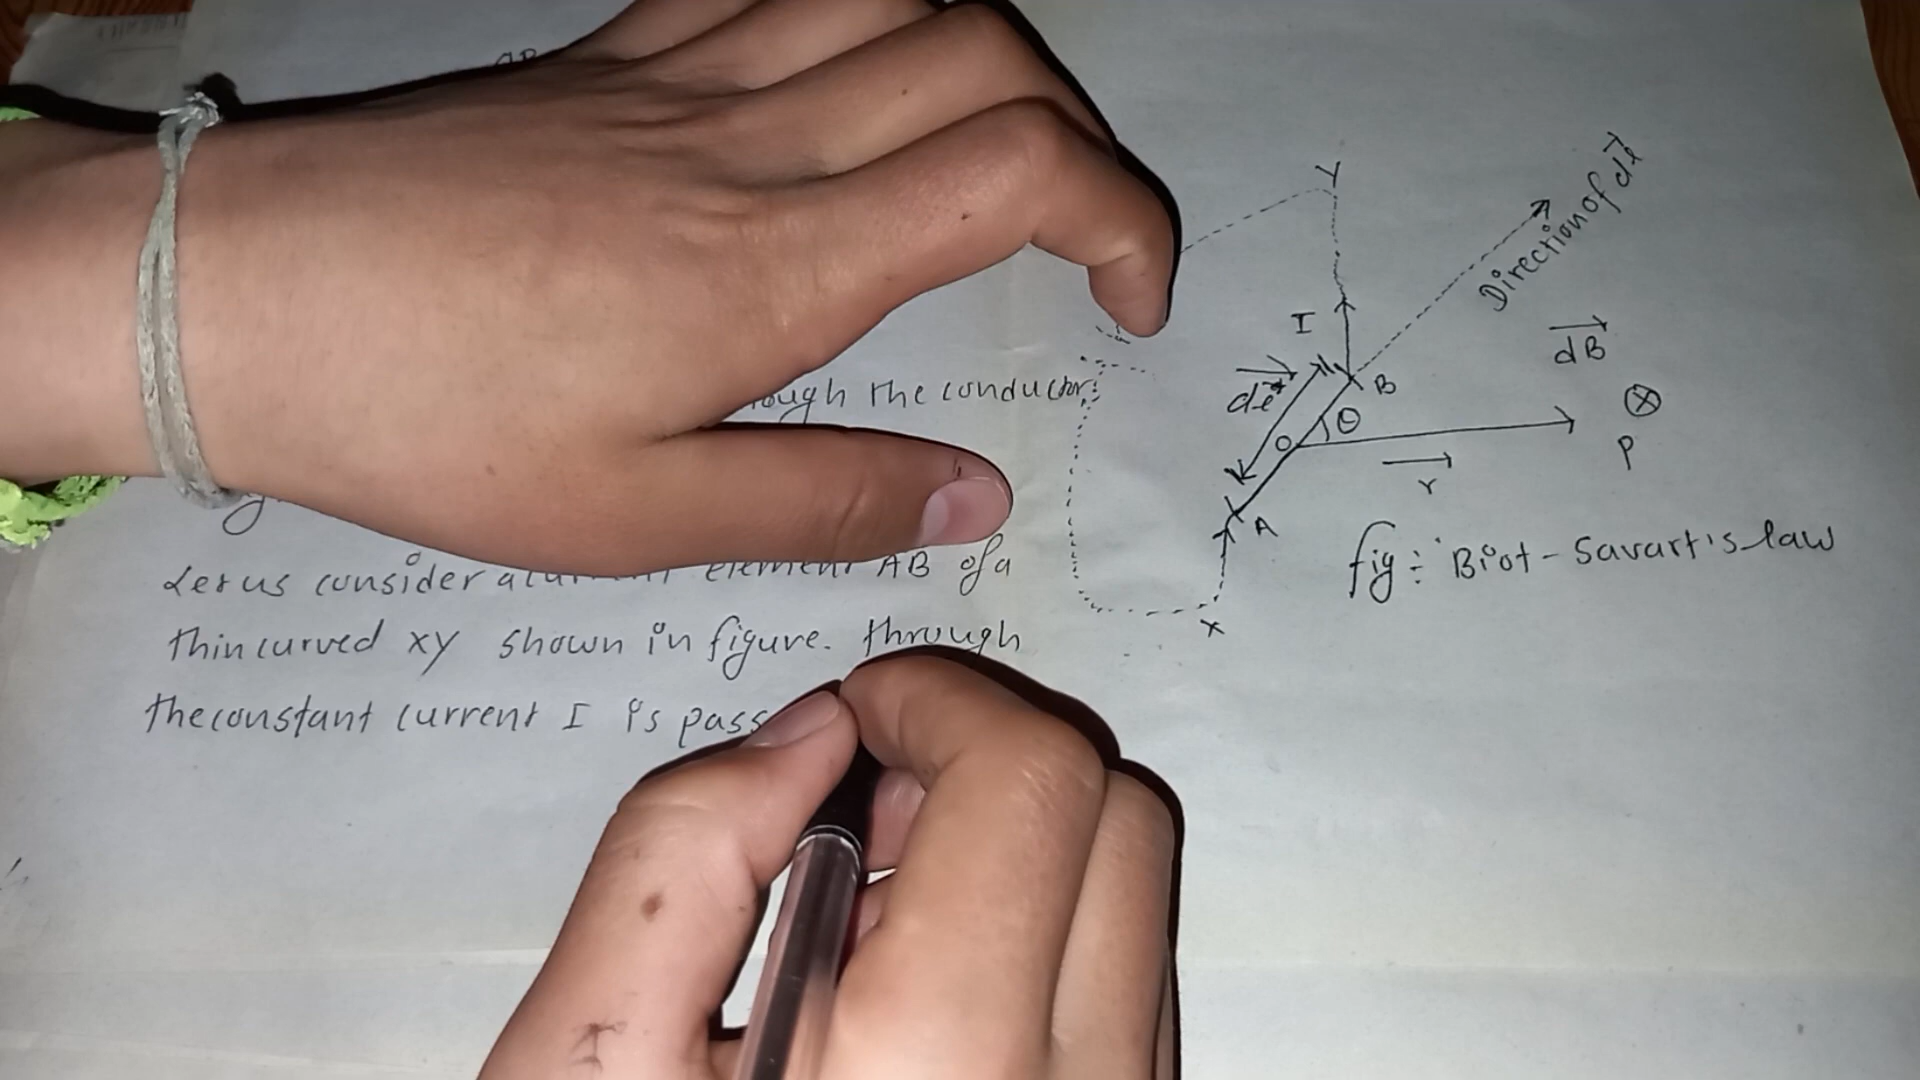 Y
Direction of dl
I
dB
dl
B
ough the conductor
O
θ
P
r
A
fig :- Biot - Savart's law
Let us consider a element AB of a
thin curved xy shown in figure. through
x
the constant current I is pass